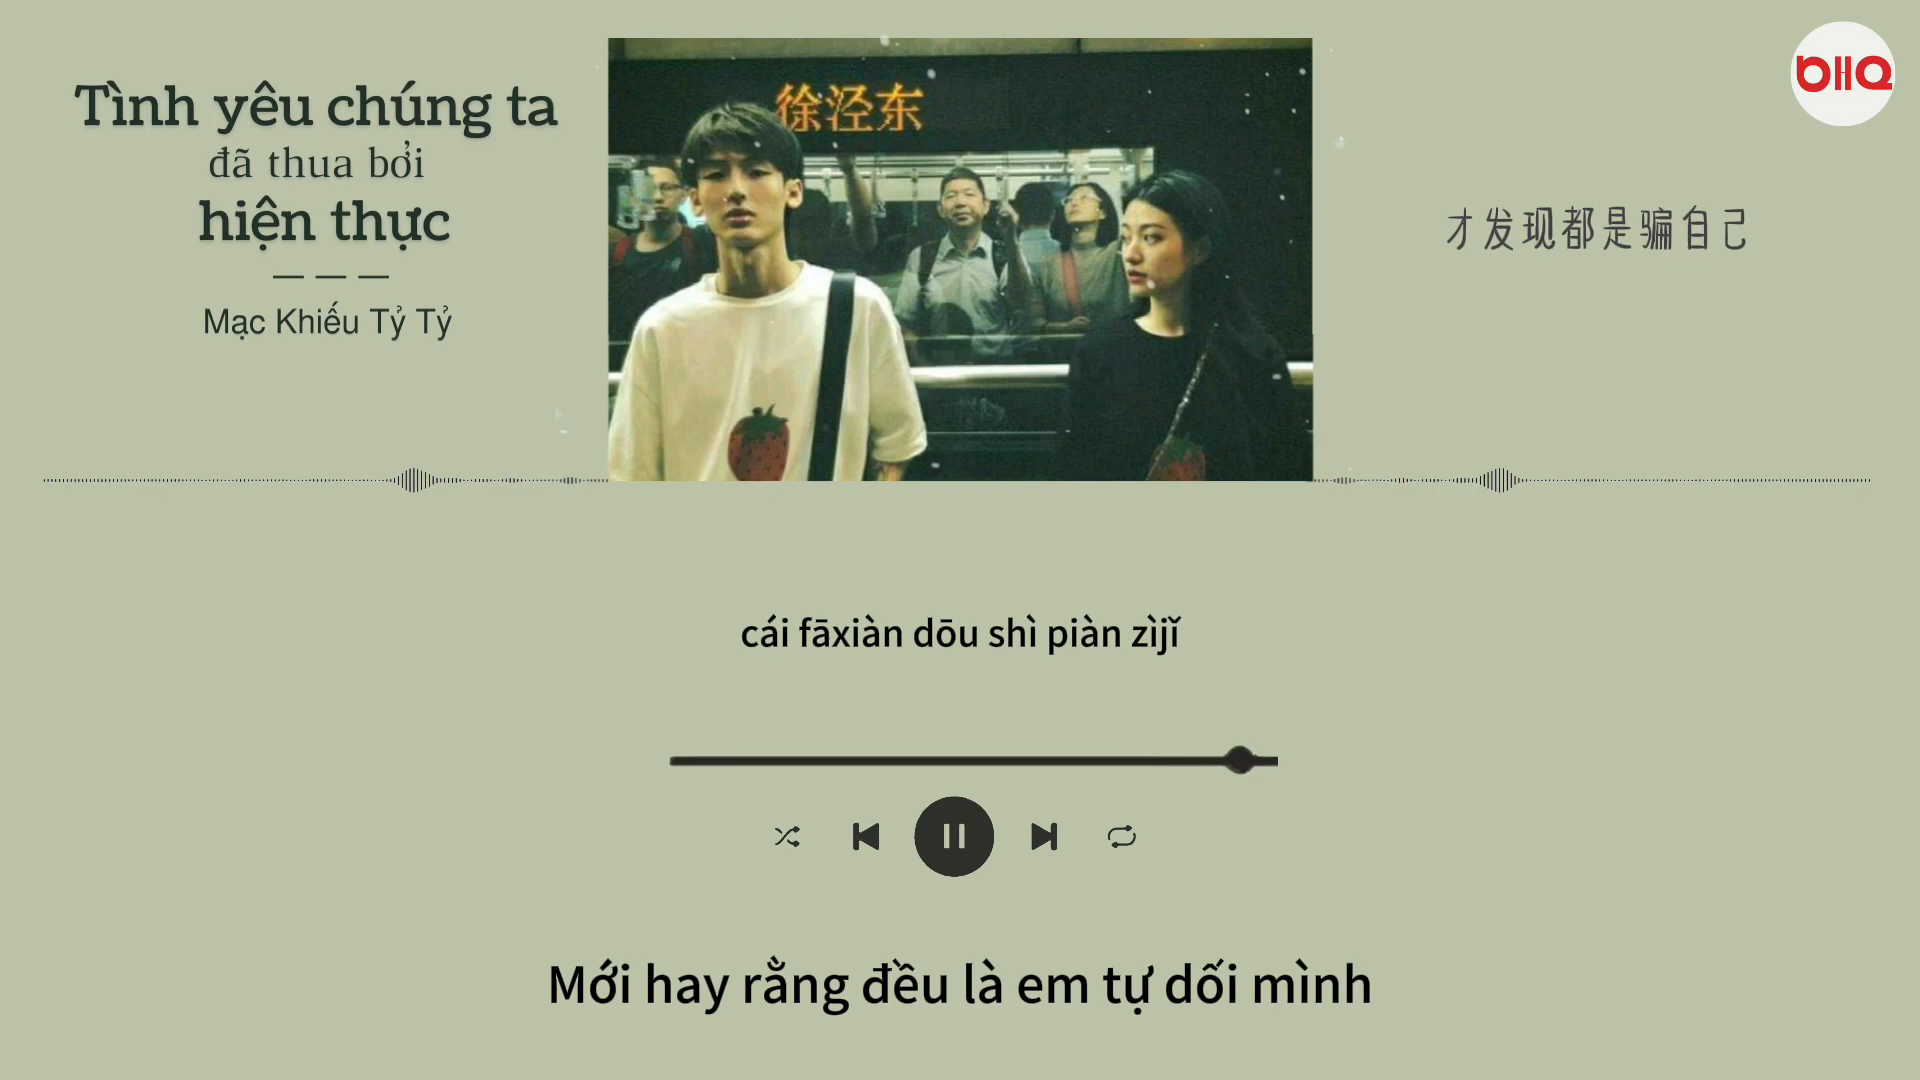 Tình yêu chúng ta
đã thua bởi
hiện thực
Mạc Khiếu Tỷ Tỷ
徐泾东
BHQ
才发现都是骗自己
cái fāxiàn dōu shì piàn zìjǐ
Mới hay rằng đều là em tự dối mình